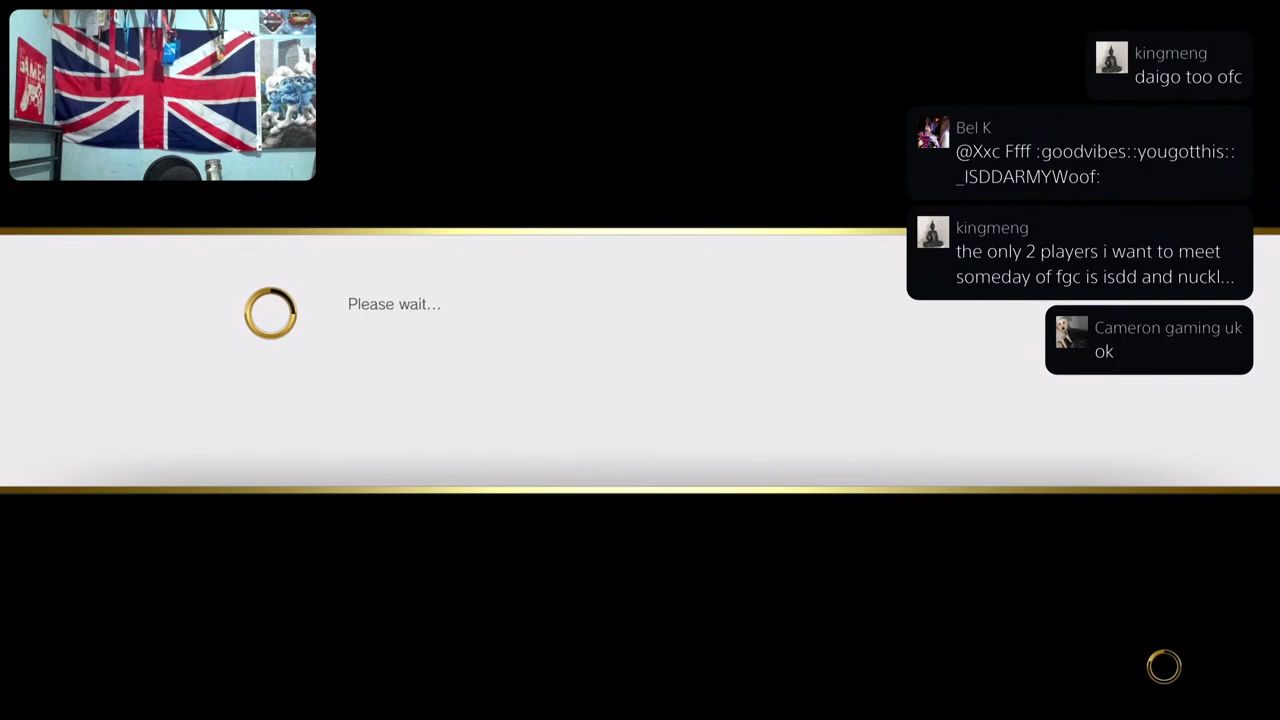 GAMER
kingmeng
daigo too ofc
Bel K
@Xxc Ffff :goodvibes::yougotthis::
_ISDDARMYWoof:
kingmeng
the only 2 players i want to meet
someday of fgc is isdd and nuckl...
Please wait...
Cameron gaming uk
ok